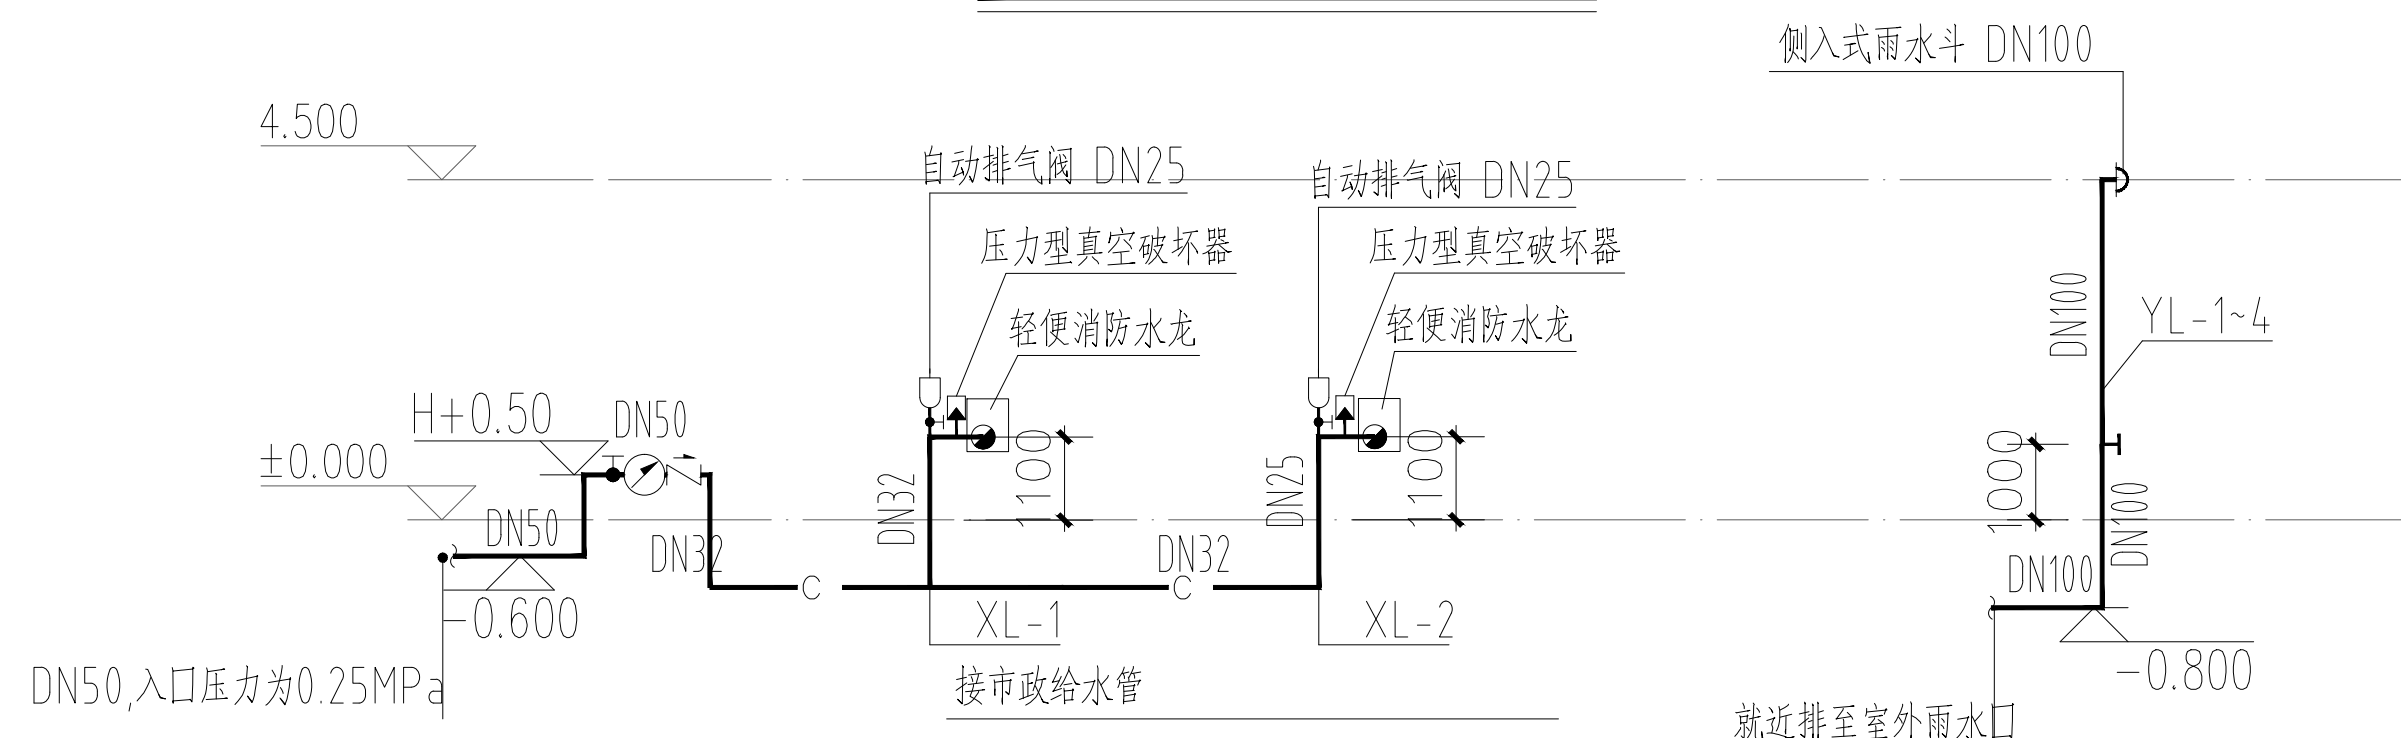 侧入式雨水斗 DN100
4.500
自动排气阀 DN25
自动排气阀 DN25
压力型真空破坏器
压力型真空破坏器
轻便消防水龙
轻便消防水龙
DN100
YL-1~4
H+0.50
DN50
±0.000
1100
1100
1000
DN32
DN25
DN100
DN50
DN32
DN32
C
C
DN100
-0.600
XL-1
XL-2
-0.800
DN50,入口压力为0.25MPa
接市政给水管
就近排至室外雨水口